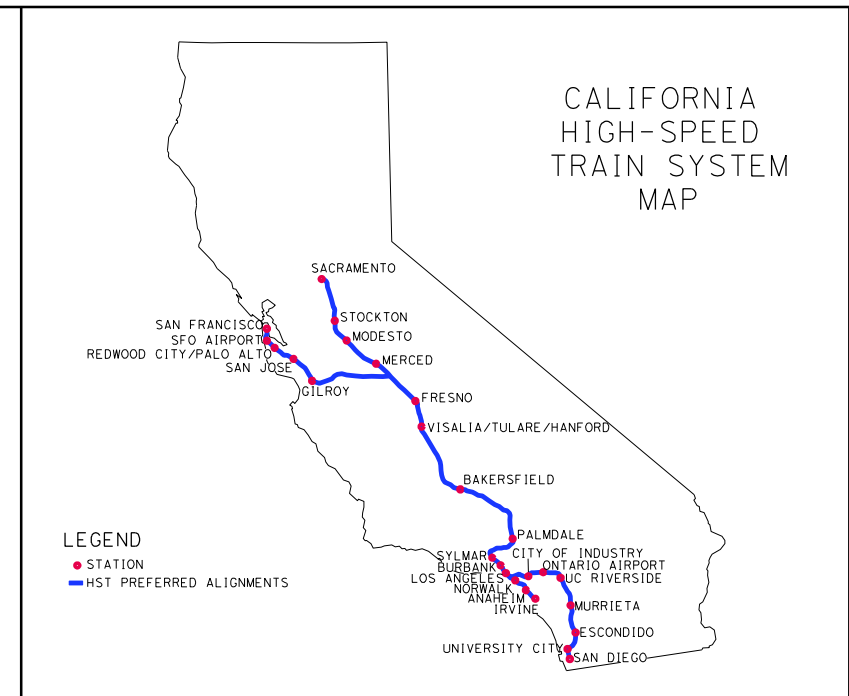 CALIFORNIA
HIGH-SPEED
TRAIN SYSTEM
MAP
SACRAMENTO
STOCKTON
SAN FRANCISCO
SFO AIRPORT
MODESTO
REDWOOD CITY/PALO ALTO
MERCED
SAN JOSE
GILROY
FRESNO
VISALIA/TULARE/HANFORD
BAKERSFIELD
PALMDALE
LEGEND
STATION
HST PREFERRED ALIGNMENTS
SYLMAR
CITY OF INDUSTRY
BURBANK
ONTARIO AIRPORT
LOS ANGELES
UC RIVERSIDE
NORWALK
ANAHEIM
IRVINE
MURRIETA
ESCONDIDO
UNIVERSITY CITY
SAN DIEGO